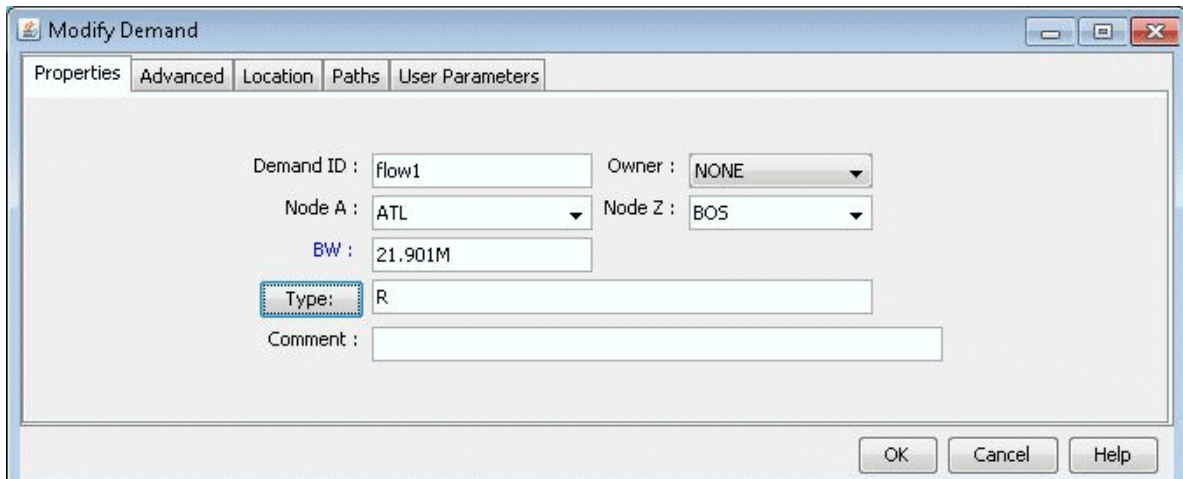 Modify Demand
Properties Advanced Location Paths User Parameters
Demand ID : flow1 Owner : NONE
Node A : ATL Node Z : BOS
BW : 21.901M
Type: R
Comment :
OK Cancel Help